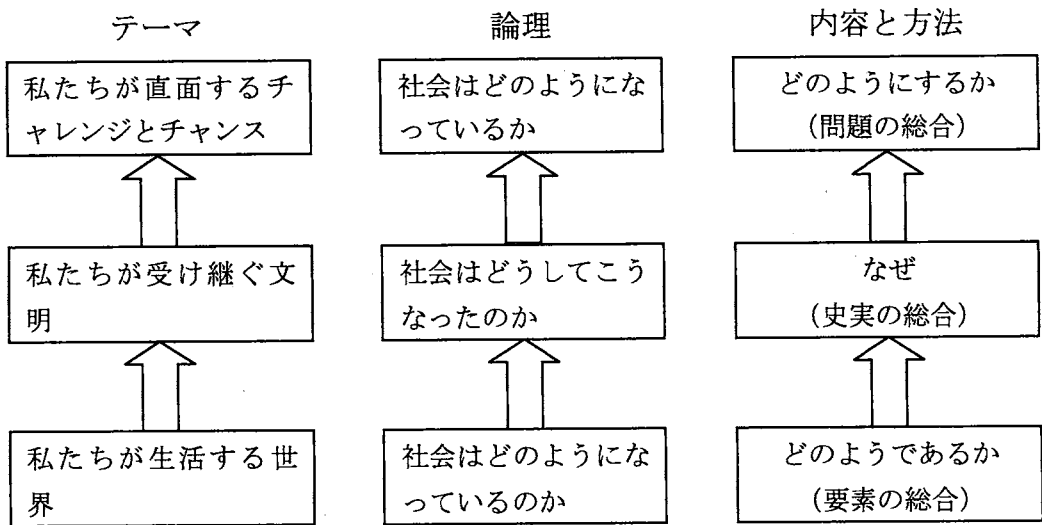 テーマ
論理
内容と方法
私たちが直面するチ
ャレンジとチャンス
社会はどのようにな
っているか
どのようにするか
(問題の総合)
私たちが受け継ぐ文
明
社会はどうしてこう
なったのか
なぜ
(史実の総合)
私たちが生活する世
界
社会はどのようにな
っているのか
どのようであるか
(要素の総合)